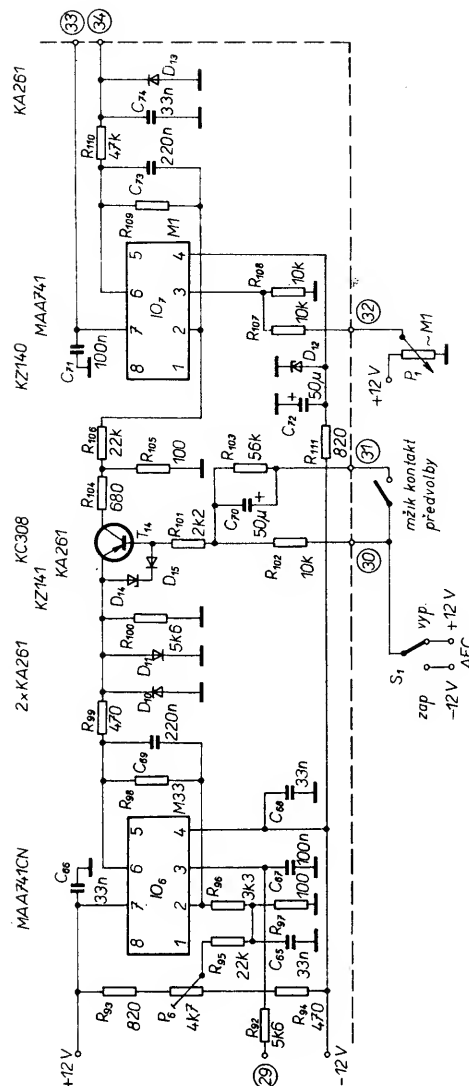 MAA741CN
2×KA261
KC308
KZ141
KA261
KZ140
MAA741
KA261
+12V
C66
33n
8
7
6
5
1
2
3
4
IO6
R93
820
P6
4k7
R94
470
-12V
R92
5k6
29
R95
22k
R96
3k3
C65
33n
R97
100
C67
100n
C68
33n
R98
M33
C69
220n
R99
470
D10
D11
R100
5k6
D14
D15
T14
R101
2k2
R102
10k
C70
50µ
+
R103
56k
R104
680
R105
100
R106
22k
C71
100n
8
7
6
5
1
2
3
4
IO7
R109
M1
C73
220n
R110
47k
C74
33n
D13
33
34
R107
10k
R108
10k
D12
C72
+
50µ
R111
820
30
31
32
S1
vyp.
zap
-12V
+12V
AFC
mžik kontakt
předvolby
+12V
P1
~M1